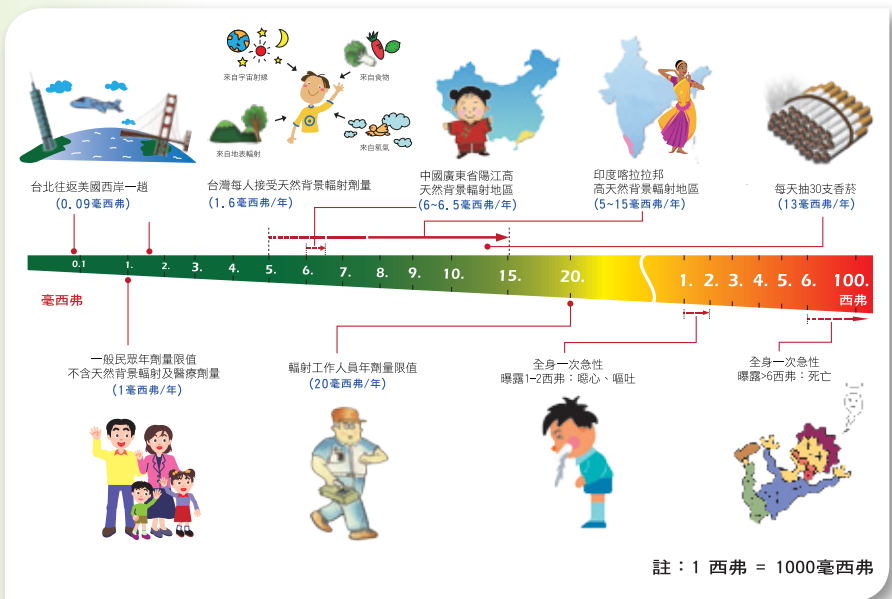 來自宇宙射線
來自食物
來自地表輻射
來自氡氣
台北往返美國西岸一趟
(0.09毫西弗)
台灣每人接受天然背景輻射劑量
(1.6毫西弗/年)
中國廣東省陽江高
天然背景輻射地區
(6~6.5毫西弗/年)
印度喀拉拉邦
高天然背景輻射地區
(5~15毫西弗/年)
每天抽30支香菸
(13毫西弗/年)
0.1 1. 2. 3. 4. 5. 6. 7. 8. 9. 10. 15. 20. 1. 2. 3. 4. 5. 6. 100.
毫西弗
西弗
一般民眾年劑量限值
不含天然背景輻射及醫療劑量
(1毫西弗/年)
輻射工作人員年劑量限值
(20毫西弗/年)
全身一次急性
曝露1-2西弗：噁心、嘔吐
全身一次急性
曝露>6西弗：死亡
註：1 西弗 = 1000毫西弗